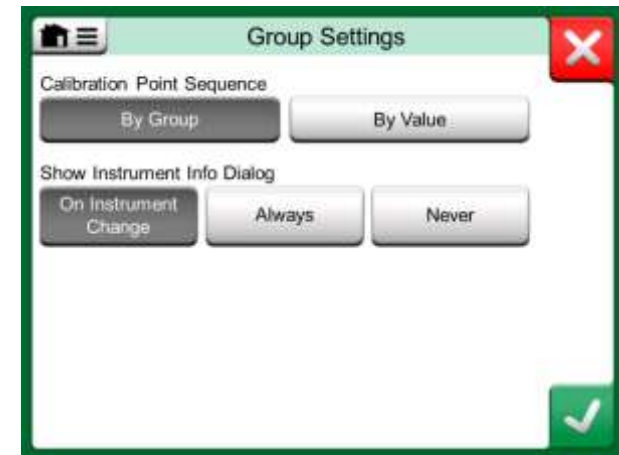 Group Settings
Calibration Point Sequence
By Group
By Value
Show Instrument Info Dialog
On Instrument
Change
Always
Never